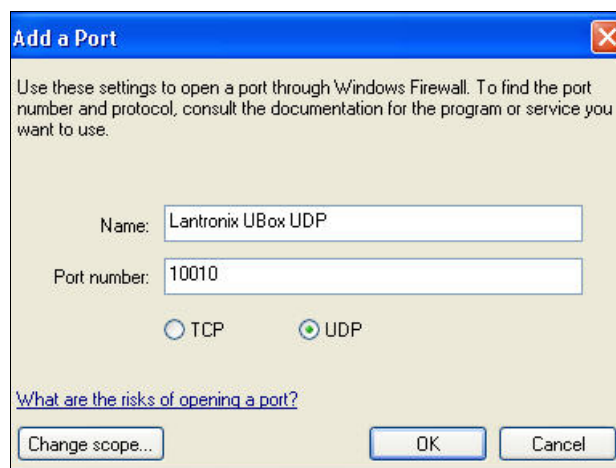 Add a Port
Use these settings to open a port through Windows Firewall. To find the port
number and protocol, consult the documentation for the program or service you
want to use.
Name: Lantronix UBox UDP
Port number: 10010
TCP UDP
What are the risks of opening a port?
Change scope... OK Cancel